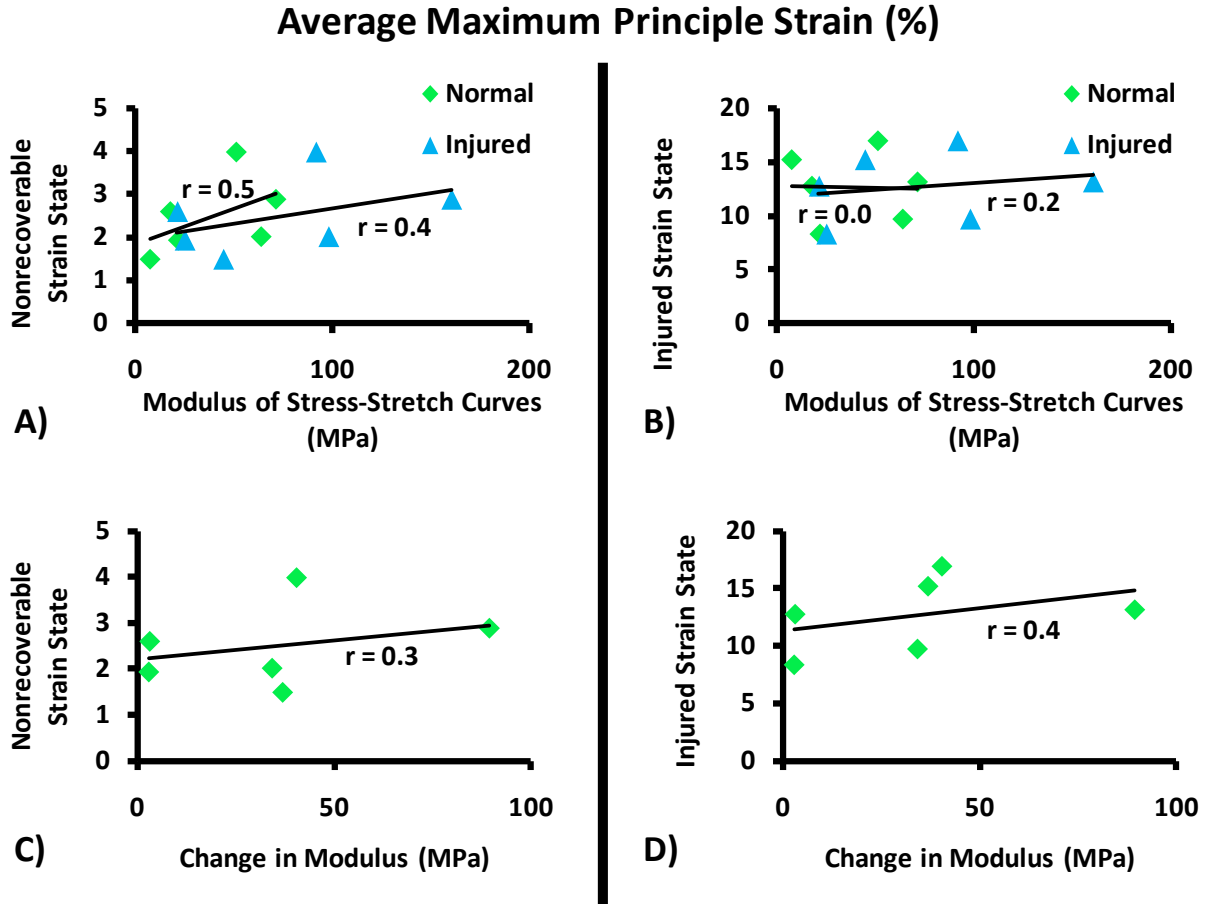 Average Maximum Principle Strain (%)
Nonrecoverable
Strain State
5
4
3
2
1
0
Normal
Injured
r = 0.5
r = 0.4
0
100
200
Modulus of Stress-Stretch Curves
(MPa)
A)
Injured Strain State
20
15
10
5
0
Normal
Injured
r = 0.0
r = 0.2
0
100
200
Modulus of Stress-Stretch Curves
(MPa)
B)
Nonrecoverable
Strain State
5
4
3
2
1
0
r = 0.3
0
50
100
Change in Modulus (MPa)
C)
Injured Strain State
20
15
10
5
0
r = 0.4
0
50
100
Change in Modulus (MPa)
D)